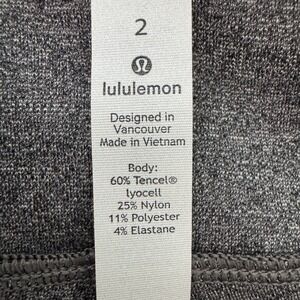 2
lululemon
Designed in
Vancouver
Made in Vietnam
Body:
60% Tencel®
lyocell
25% Nylon
11% Polyester
4% Elastane